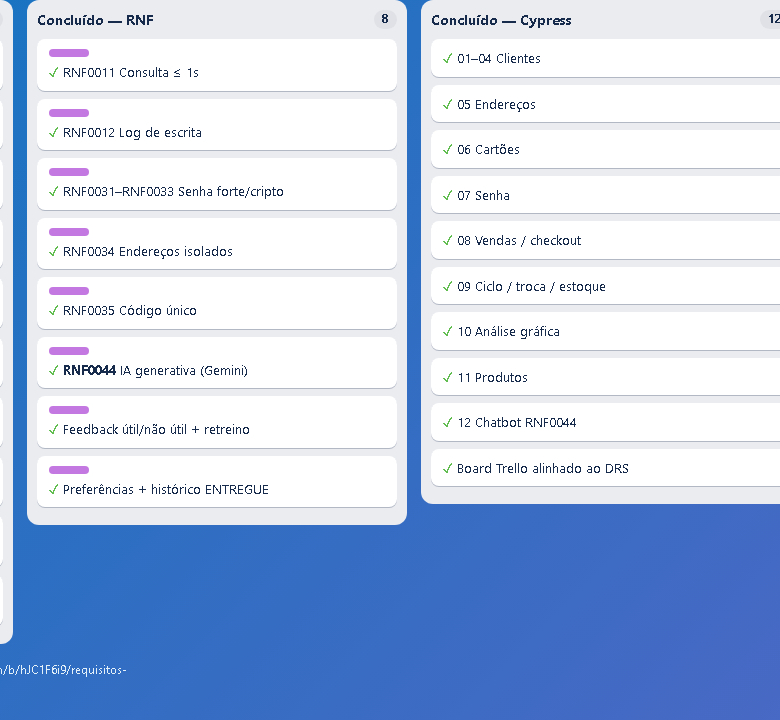 Concluído — RNF 8
✓ RNF0011 Consulta ≤ 1s
✓ RNF0012 Log de escrita
✓ RNF0031–RNF0033 Senha forte/cripto
✓ RNF0034 Endereços isolados
✓ RNF0035 Código único
✓ RNF0044 IA generativa (Gemini)
✓ Feedback útil/não útil + retreino
✓ Preferências + histórico ENTREGUE
Concluído — Cypress 12
✓ 01–04 Clientes
✓ 05 Endereços
✓ 06 Cartões
✓ 07 Senha
✓ 08 Vendas / checkout
✓ 09 Ciclo / troca / estoque
✓ 10 Análise gráfica
✓ 11 Produtos
✓ 12 Chatbot RNF0044
✓ Board Trello alinhado ao DRS
/b/hJC1F6i9/requisitos-